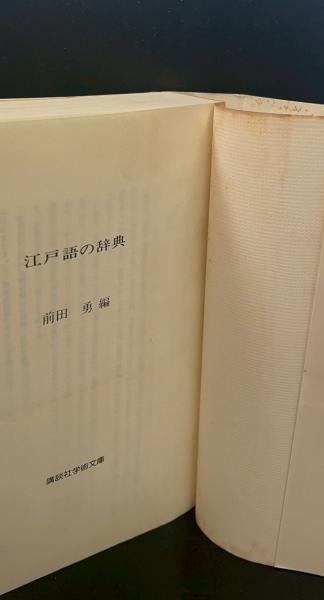 江戸語の辞典
前田 勇 編
講談社学術文庫